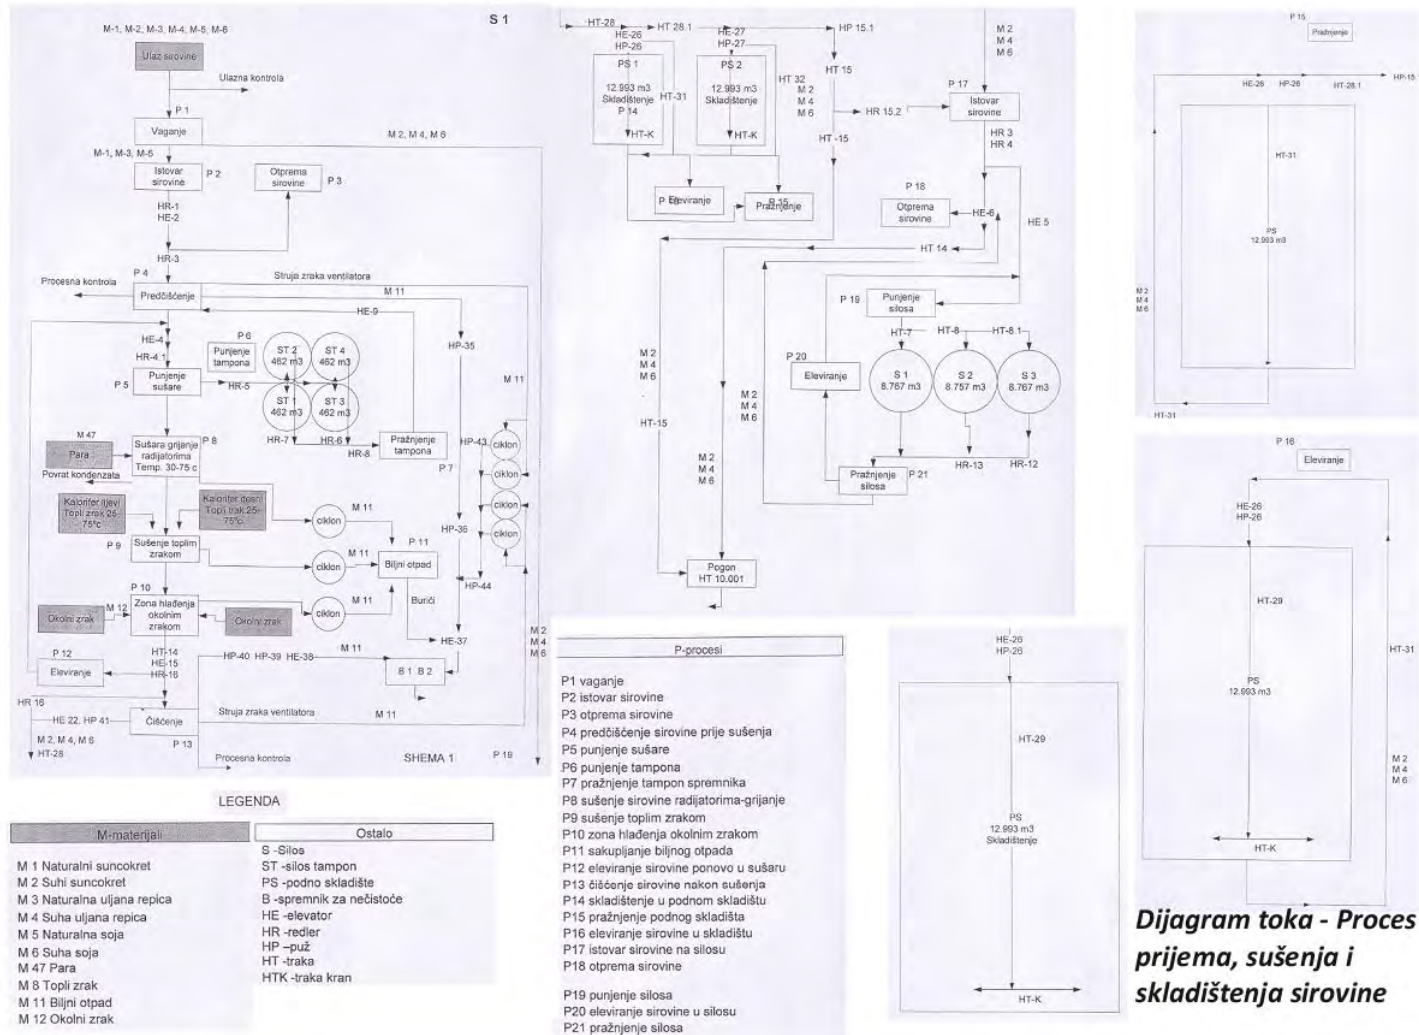 S 1
M-1, M-2, M-3, M-4, M-5, M-6
Ulaz sirovine
Ulazna kontrola
P 1
Vaganje
M 2, M 4, M 6
M-1, M-3, M-5
Istovar
sirovine
P 2
Otprema
sirovine
P 3
HR-1
HE-2
HR-3
P 4
Struja zraka ventilatora
Procesna kontrola
Predčišćenje
M 11
HE-9
HE-4
HR-4.1
P 6
Punjenje
tampona
ST 2
462 m3
ST 4
462 m3
HP-35
Punjenje
sušare
P 5
HR-5
ST 1
462 m3
ST 3
462 m3
M 11
M 47
P 8
HR-7
HR-6
HR-8
Pražnjenje
tampona
P 7
HP-43
ciklon
Para
Sušara grijanje
radijatorima
Temp. 30-75 c
Povrat kondenzata
ciklon
Kalorifer lijevi
Topli zrak 25-
75°c
Kalorifer desni
Topli zrak 25-
75°c
ciklon
M 11
ciklon
HP-36
ciklon
P 9
Sušenje toplim
zrakom
ciklon
M 11
P 11
Biljni otpad
HP-44
P 10
M 12
Okolni zrak
Zona hlađenja
okolnim
zrakom
Okolni zrak
ciklon
M 11
Burići
HE-37
M 2
M 4
M 6
P 12
Eleviranje
HT-14
HE-15
HR-16
HP-40 HP-39 HE-38
M 11
B 1 B 2
HR 16
HE 22, HP 41
Čišćenje
Struja zraka ventilatora
M 11
M 2, M 4, M 6
HT-28
P 13
Procesna kontrola
SHEMA 1
P 19
HT-28
HE-26
HP-26
HT 28.1
HE-27
HP-27
HP 15.1
M 2
M 4
M 6
PS 1
12.993 m3
Skladištenje
P 14
HT-K
HT-31
PS 2
12.993 m3
Skladištenje
HT-K
HT 32
M 2
M 4
M 6
HT 15
HR 15.2
P 17
Istovar
sirovine
HT -15
HR 3
HR 4
Eleviranje
Pražnjenje
P 15
P 18
Otprema
sirovine
HE-6
HE 5
HT 14
P 19
Punjenje
silosa
HT-7
HT-8
HT-8.1
M 2
M 4
M 6
P 20
Eleviranje
S 1
8.767 m3
S 2
8.757 m3
S 3
8.767 m3
M 2
M 4
M 6
HT-15
M 2
M 4
M 6
HR-13
HR-12
Pražnjenje
silosa
P 21
Pogon
HT 10.001
P 15
Pražnjenje
HE-26
HP-26
HT-28.1
HP-15.1
HT-31
PS
12.993 m3
M 2
M 4
M 6
HT-31
P 16
Eleviranje
HE-26
HP-26
HT-29
HT-31
PS
12.993 m3
M 2
M 4
M 6
HT-K
HE-26
HP-26
HT-29
PS
12.993 m3
Skladištenje
HT-K
LEGENDA
M-materijali
M 1 Naturalni suncokret
M 2 Suhi suncokret
M 3 Naturalna uljana repica
M 4 Suha uljana repica
M 5 Naturalna soja
M 6 Suha soja
M 47 Para
M 8 Topli zrak
M 11 Biljni otpad
M 12 Okolni zrak
Ostalo
S -Silos
ST -silos tampon
PS -podno skladište
B -spremnik za nečistoće
HE -elevator
HR -redler
HP –puž
HT -traka
HTK -traka kran
P-procesi
P1 vaganje
P2 istovar sirovine
P3 otprema sirovine
P4 predčišćenje sirovine prije sušenja
P5 punjenje sušare
P6 punjenje tampona
P7 pražnjenje tampon spremnika
P8 sušenje sirovine radijatorima-grijanje
P9 sušenje toplim zrakom
P10 zona hlađenja okolnim zrakom
P11 sakupljanje biljnog otpada
P12 eleviranje sirovine ponovo u sušaru
P13 čišćenje sirovine nakon sušenja
P14 skladištenje u podnom skladištu
P15 pražnjenje podnog skladišta
P16 eleviranje sirovine u skladištu
P17 istovar sirovine na silosu
P18 otprema sirovine
P19 punjenje silosa
P20 eleviranje sirovine u silosu
P21 pražnjenje silosa
Dijagram toka - Proces
prijema, sušenja i
skladištenja sirovine